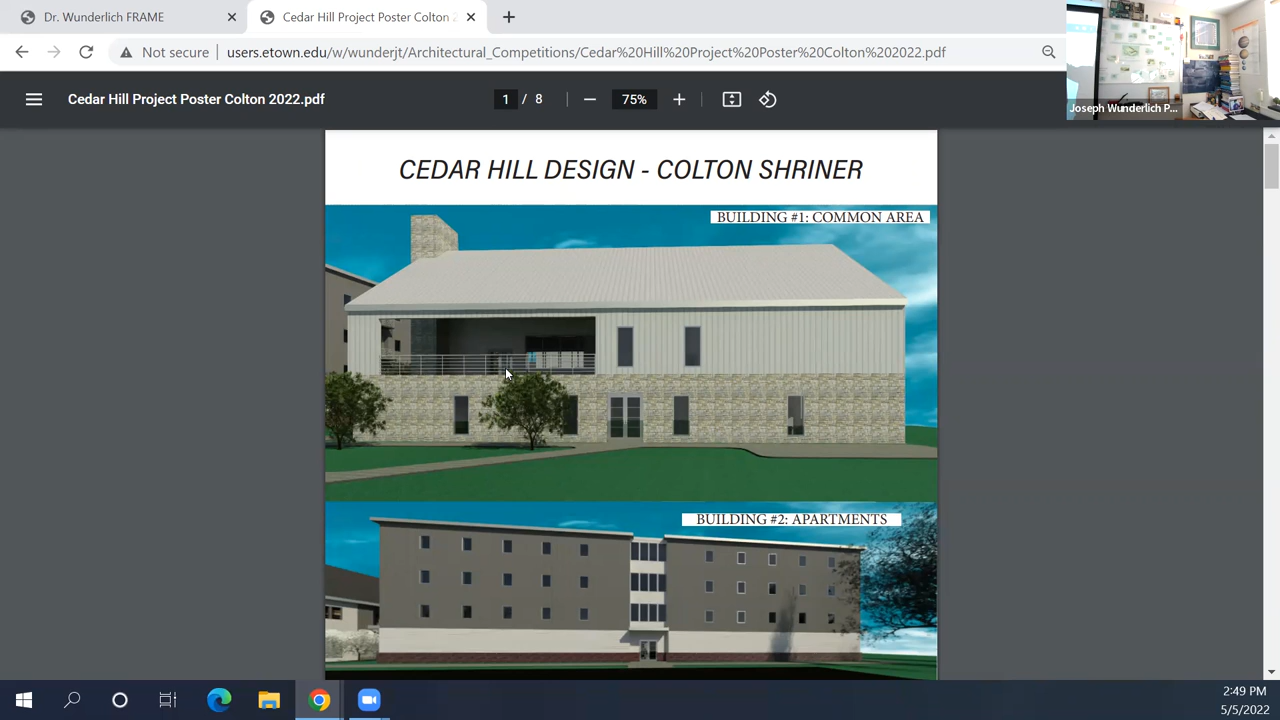 Dr. Wunderlich FRAME
Cedar Hill Project Poster Colton 2
Not secure
users.etown.edu/w/wunderjt/Architectural_Competitions/Cedar%20Hill%20Project%20Poster%20Colton%202022.pdf
Joseph Wunderlich P...
Cedar Hill Project Poster Colton 2022.pdf
1 / 8
75%
CEDAR HILL DESIGN - COLTON SHRINER
BUILDING #1: COMMON AREA
BUILDING #2: APARTMENTS
2:49 PM
5/5/2022